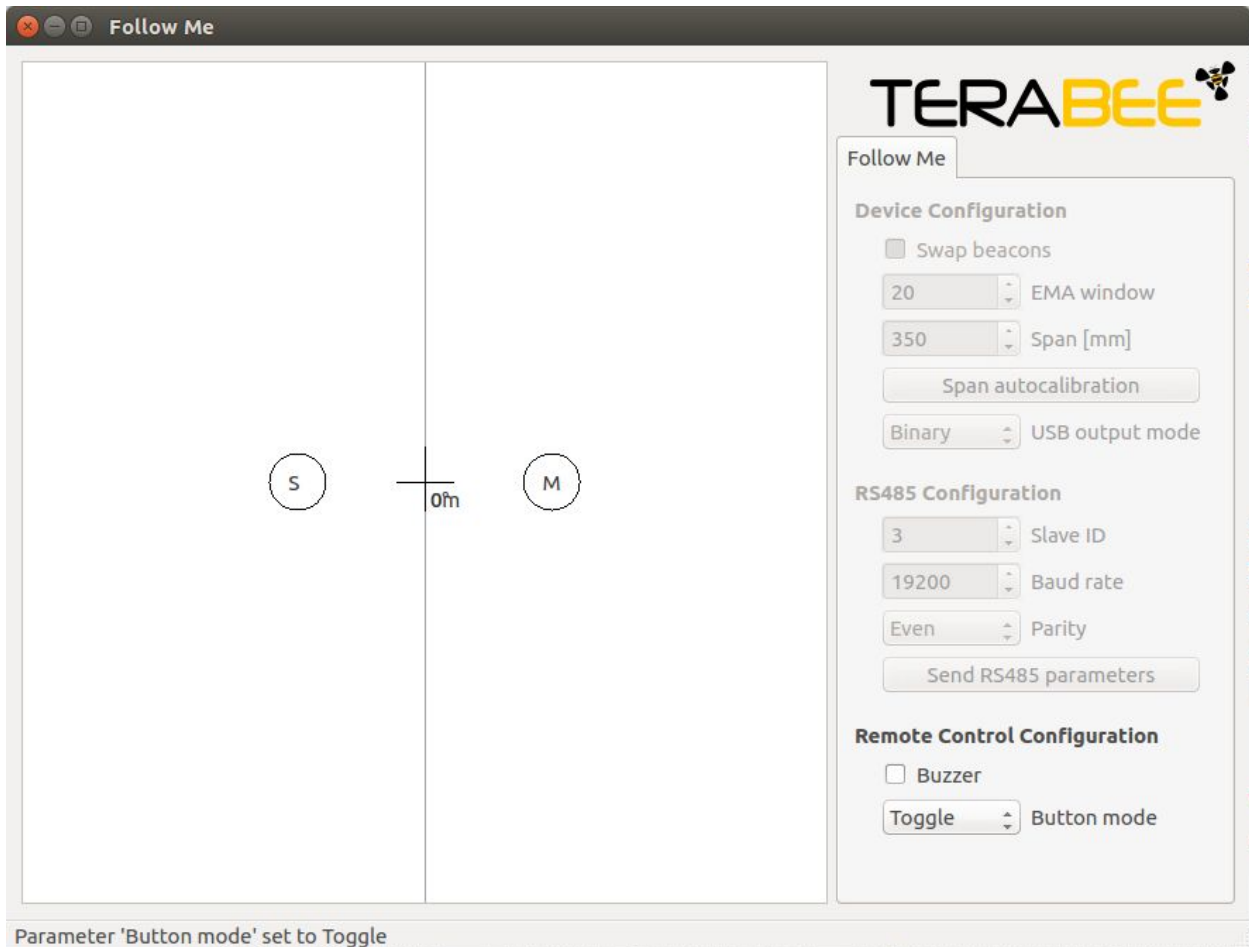 Follow Me
TERABEE
Follow Me
Device Configuration
Swap beacons
20 EMA window
350 Span [mm]
Span autocalibration
Binary USB output mode
S M
RS485 Configuration
3 Slave ID
19200 Baud rate
Even Parity
Send RS485 parameters
Remote Control Configuration
Buzzer
Toggle Button mode
Parameter 'Button mode' set to Toggle